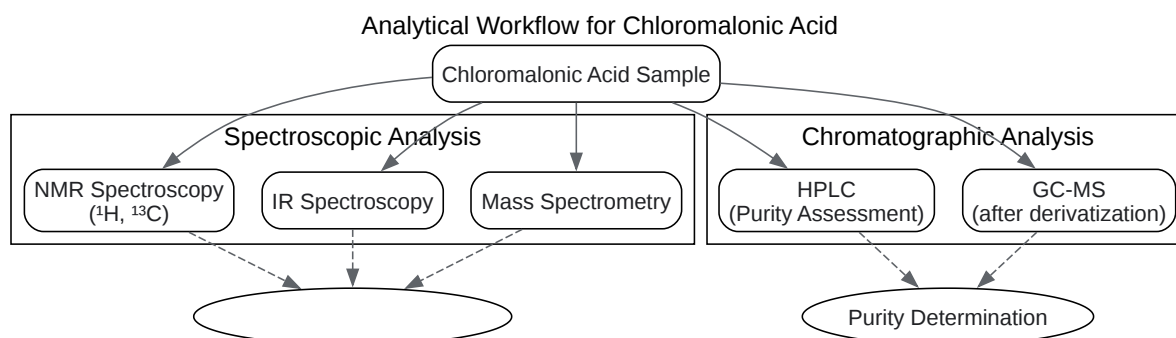 Analytical Workflow for Chloromalonic Acid
Chloromalonic Acid Sample
Spectroscopic Analysis
Chromatographic Analysis
NMR Spectroscopy
(¹H, ¹³C)
IR Spectroscopy
Mass Spectrometry
HPLC
(Purity Assessment)
GC-MS
(after derivatization)
Purity Determination